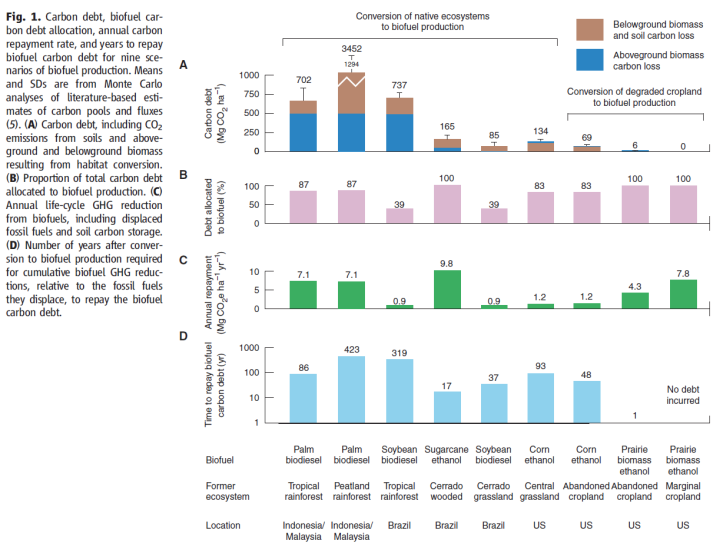 Fig. 1. Carbon debt, biofuel car-
bon debt allocation, annual carbon
repayment rate, and years to repay
biofuel carbon debt for nine sce-
narios of biofuel production. Means
and SDs are from Monte Carlo
analyses of literature-based esti-
mates of carbon pools and fluxes
(5). (A) Carbon debt, including CO2
emissions from soils and above-
ground and belowground biomass
resulting from habitat conversion.
(B) Proportion of total carbon debt
allocated to biofuel production. (C)
Annual life-cycle GHG reduction
from biofuels, including displaced
fossil fuels and soil carbon storage.
(D) Number of years after conver-
sion to biofuel production required
for cumulative biofuel GHG reduc-
tions, relative to the fossil fuels
they displace, to repay the biofuel
carbon debt.
Conversion of native ecosystems
to biofuel production
Belowground biomass
and soil carbon loss
Aboveground biomass
carbon loss
Conversion of degraded cropland
to biofuel production
A
Carbon debt
(Mg CO2 ha⁻¹)
1000
750
500
250
0
702
3452
1294
737
165
85
134
69
6
0
B
Debt allocated
to biofuel (%)
100
50
0
87
87
39
100
39
83
83
100
100
C
Annual repayment
(Mg CO2e ha⁻¹ yr⁻¹)
10
5
0
7.1
7.1
0.9
9.8
0.9
1.2
1.2
4.3
7.8
D
Time to repay biofuel
carbon debt (yr)
1000
100
10
1
86
423
319
17
37
93
48
1
No debt
incurred
Biofuel
Palm biodiesel
Palm biodiesel
Soybean biodiesel
Sugarcane ethanol
Soybean biodiesel
Corn ethanol
Corn ethanol
Prairie biomass ethanol
Prairie biomass ethanol
Former ecosystem
Tropical rainforest
Peatland rainforest
Tropical rainforest
Cerrado wooded
Cerrado grassland
Central grassland
Abandoned cropland
Abandoned cropland
Marginal cropland
Location
Indonesia/ Malaysia
Indonesia/ Malaysia
Brazil
Brazil
Brazil
US
US
US
US